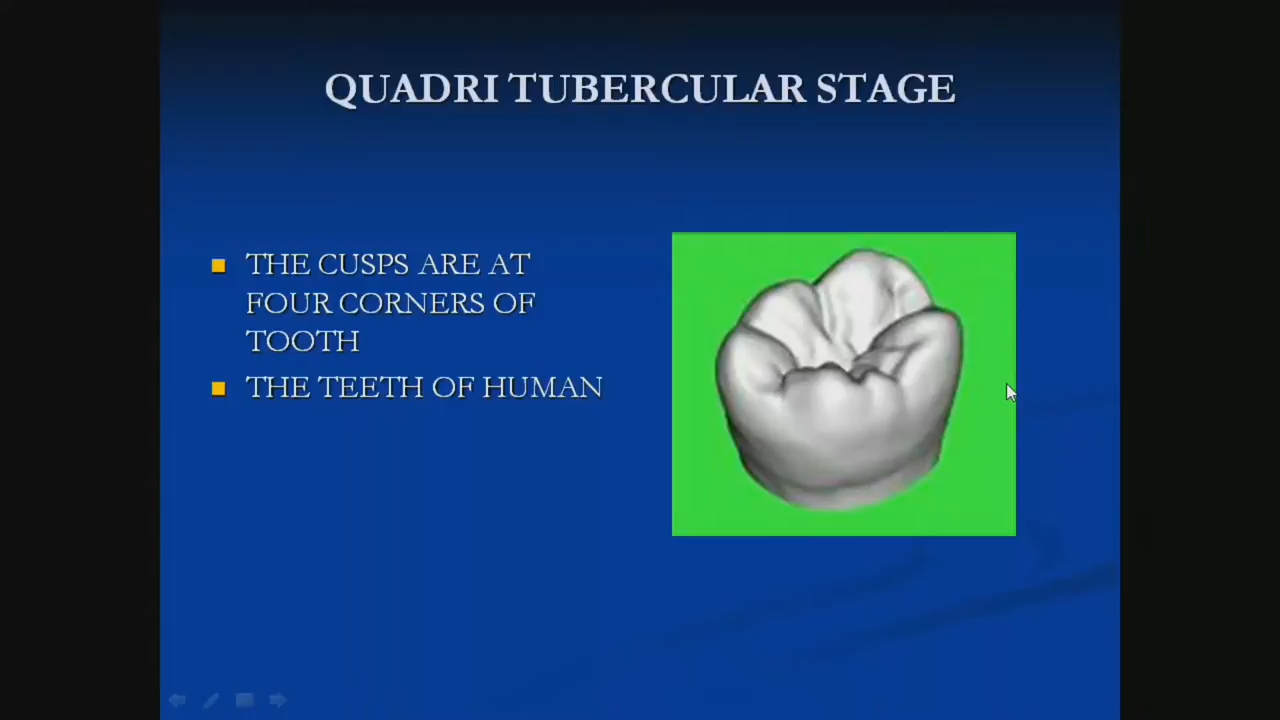 QUADRI TUBERCULAR STAGE
THE CUSPS ARE AT
FOUR CORNERS OF
TOOTH
THE TEETH OF HUMAN